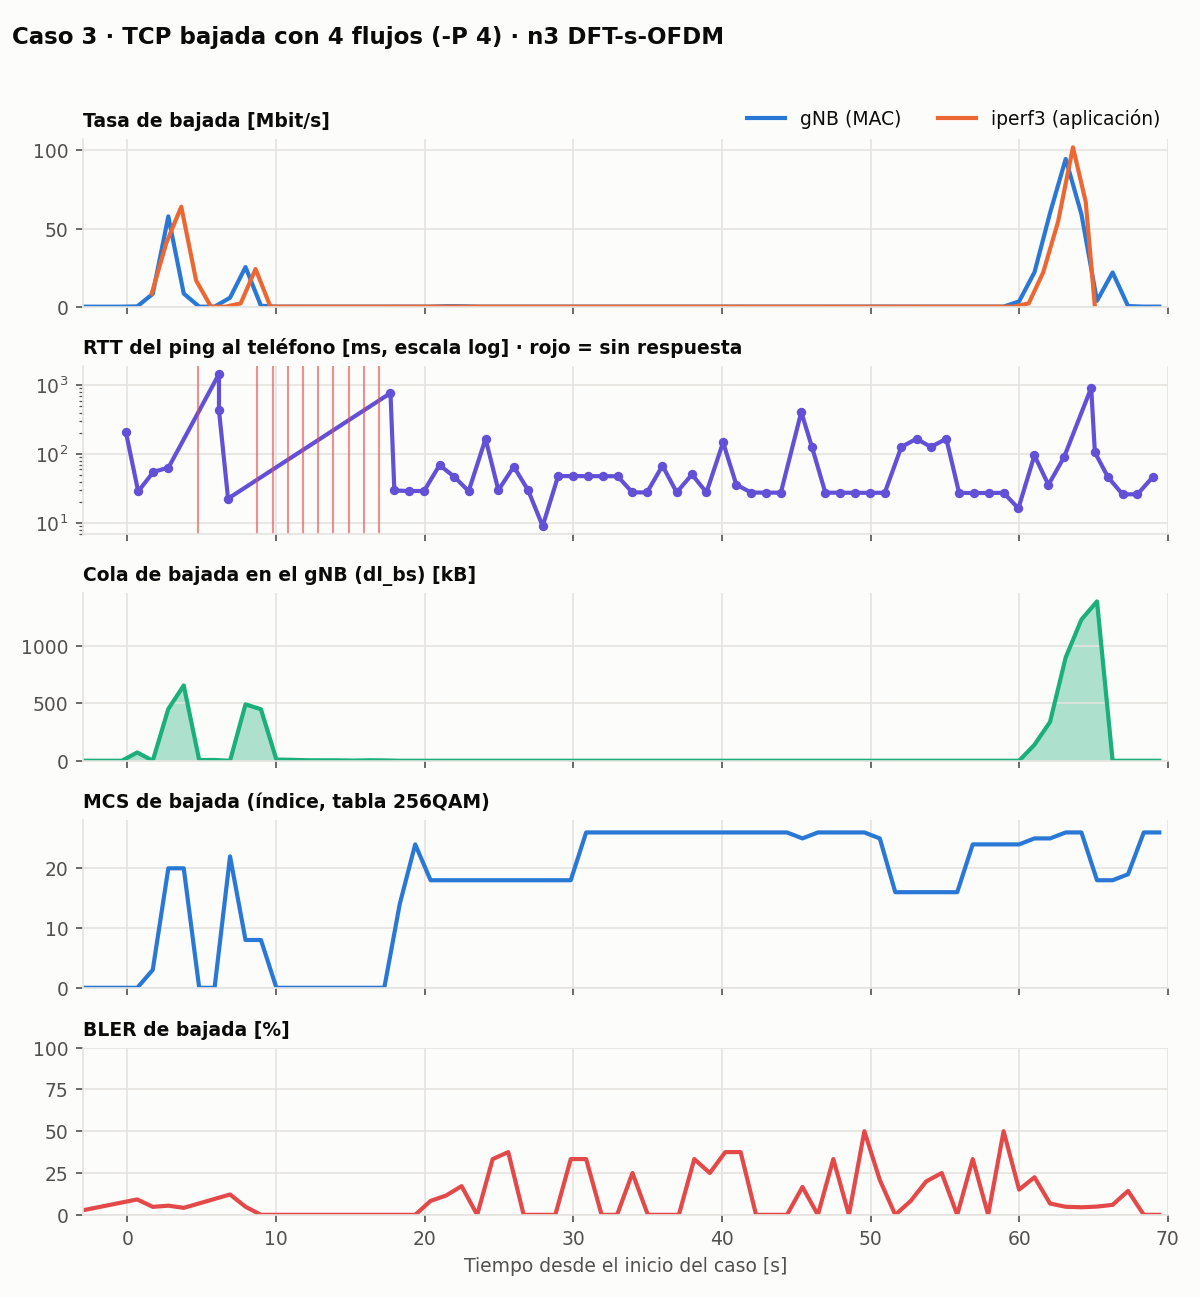 Caso 3 · TCP bajada con 4 flujos (-P 4) · n3 DFT-s-OFDM
Tasa de bajada [Mbit/s]
gNB (MAC)
iperf3 (aplicación)
100
50
0
RTT del ping al teléfono [ms, escala log] · rojo = sin respuesta
10³
10²
10¹
Cola de bajada en el gNB (dl_bs) [kB]
1000
500
0
MCS de bajada (índice, tabla 256QAM)
20
10
0
BLER de bajada [%]
100
75
50
25
0
0 10 20 30 40 50 60 70
Tiempo desde el inicio del caso [s]